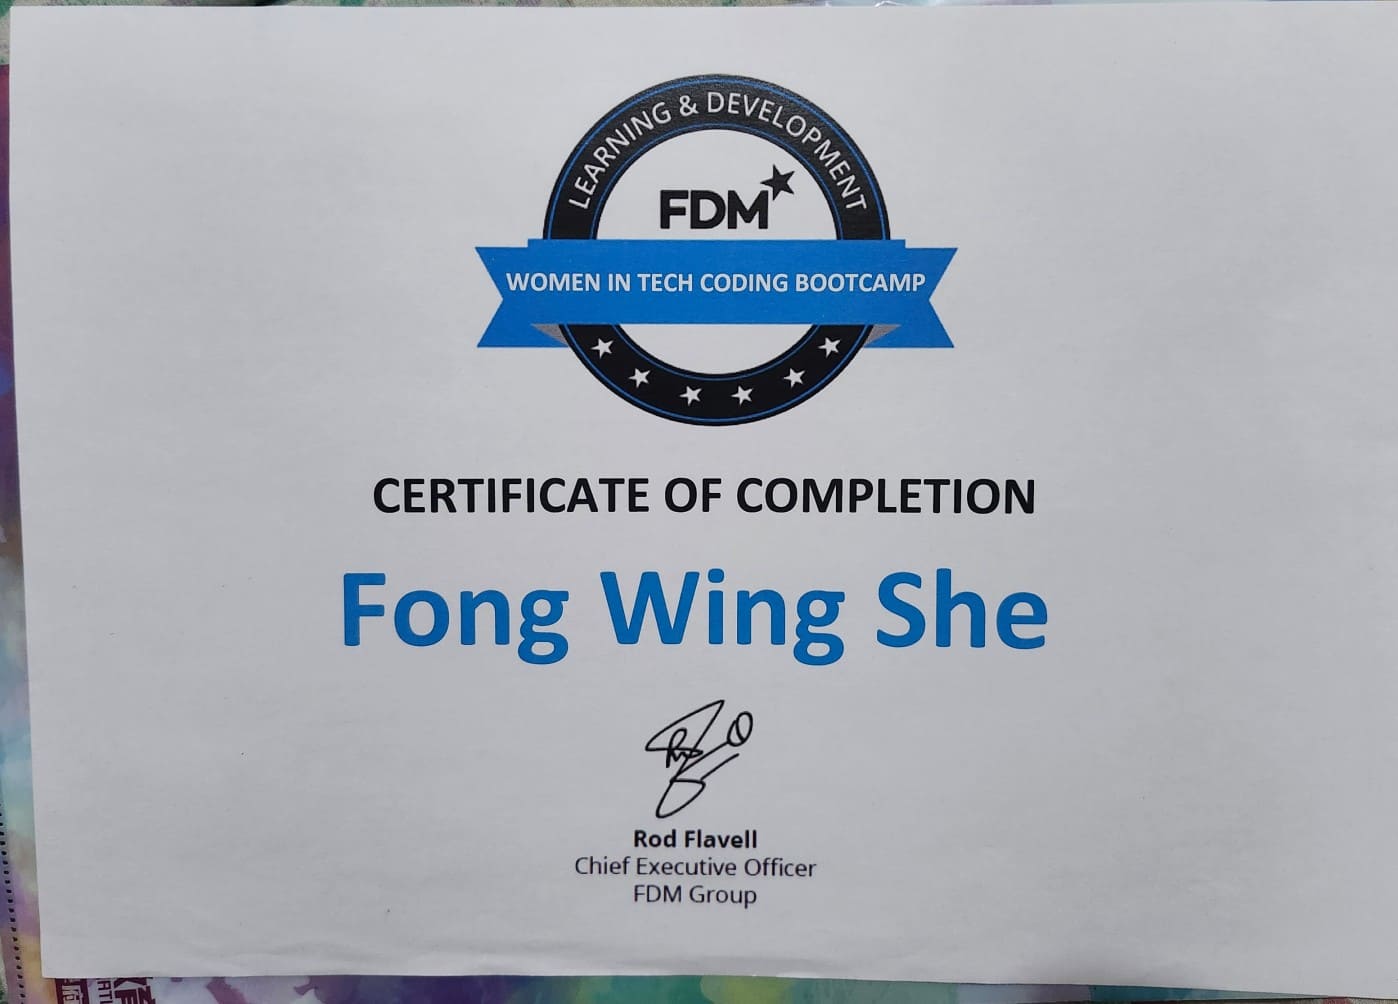 LEARNING & DEVELOPMENT
FDM
WOMEN IN TECH CODING BOOTCAMP
CERTIFICATE OF COMPLETION
Fong Wing She
Rod Flavell
Chief Executive Officer
FDM Group